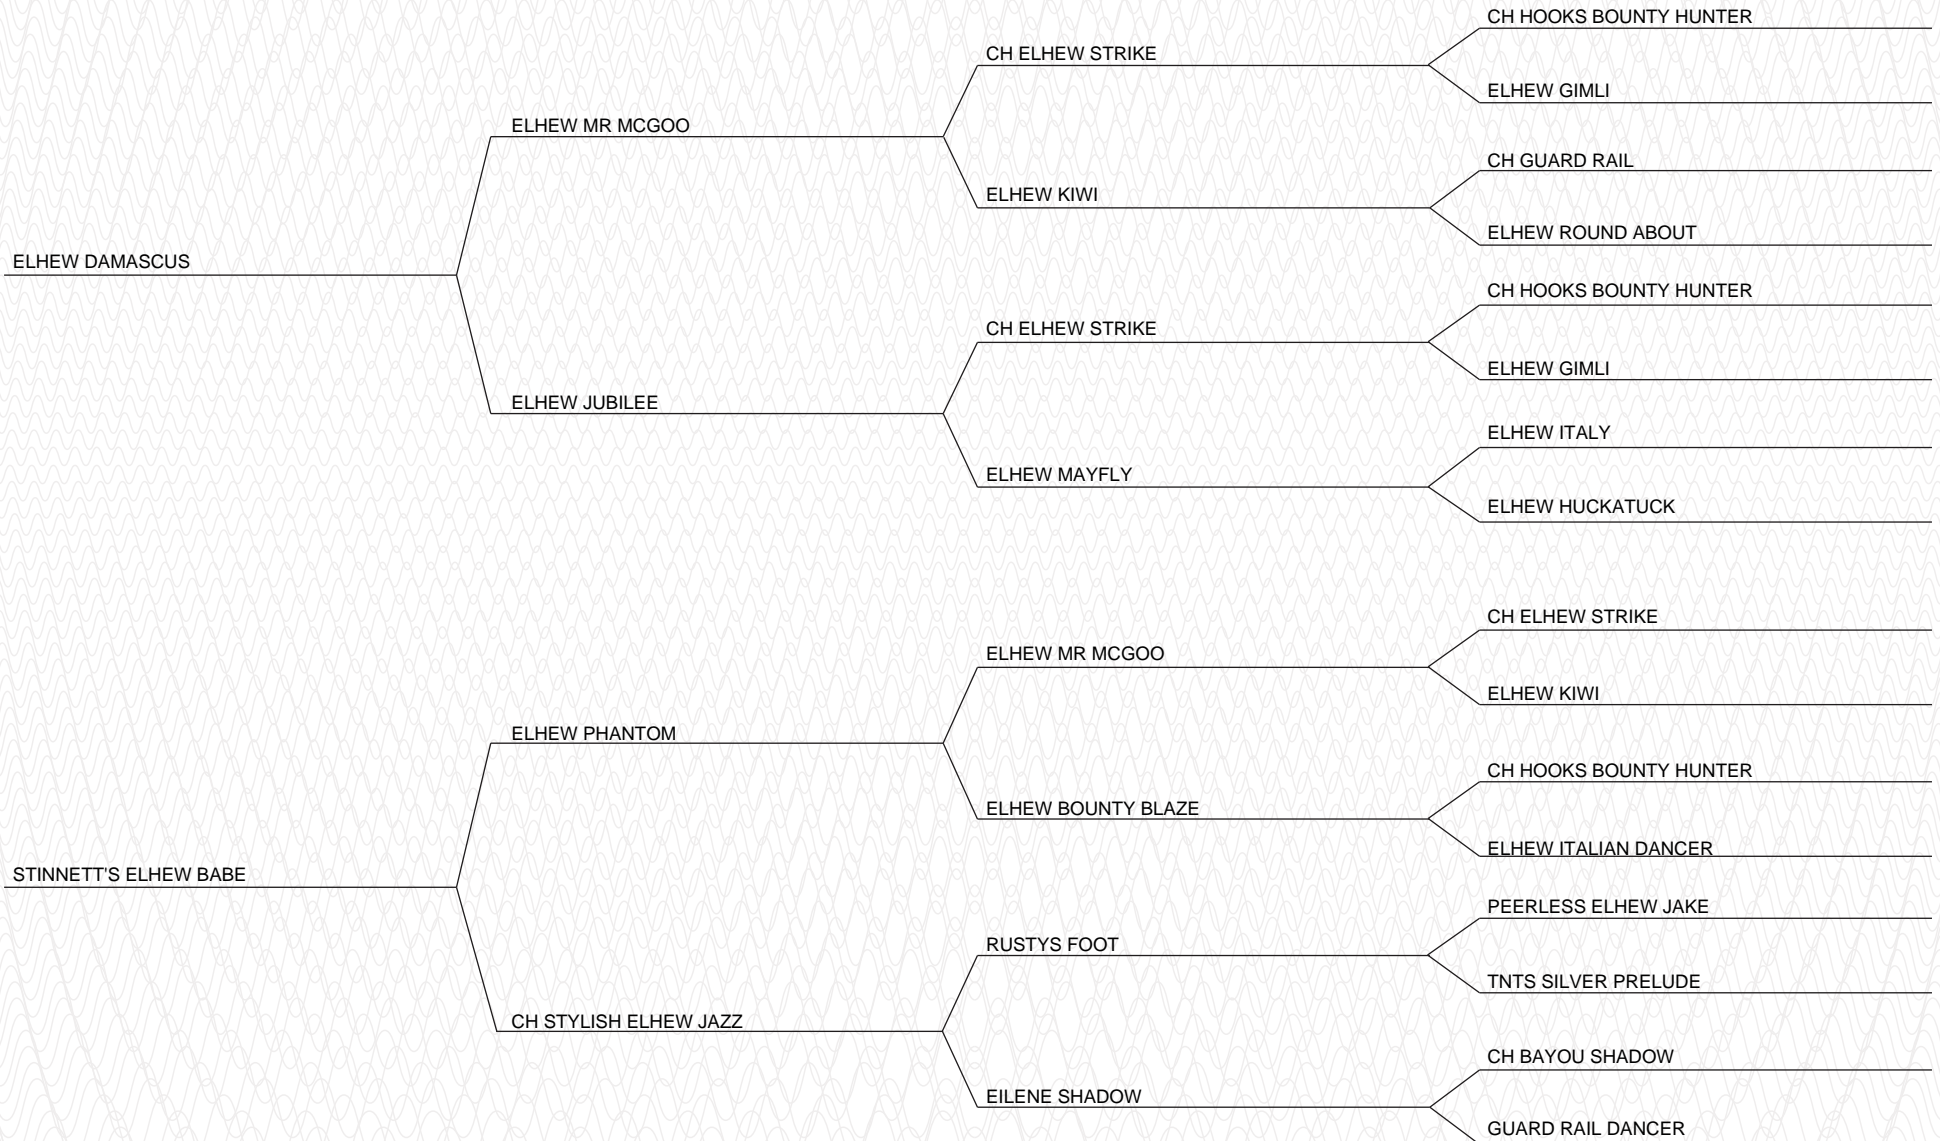 CH HOOKS BOUNTY HUNTER
CH ELHEW STRIKE
ELHEW GIMLI
ELHEW MR MCGOO
CH GUARD RAIL
ELHEW KIWI
ELHEW ROUND ABOUT
ELHEW DAMASCUS
CH HOOKS BOUNTY HUNTER
CH ELHEW STRIKE
ELHEW GIMLI
ELHEW JUBILEE
ELHEW ITALY
ELHEW MAYFLY
ELHEW HUCKATUCK
CH ELHEW STRIKE
ELHEW MR MCGOO
ELHEW KIWI
ELHEW PHANTOM
CH HOOKS BOUNTY HUNTER
ELHEW BOUNTY BLAZE
ELHEW ITALIAN DANCER
STINNETT'S ELHEW BABE
PEERLESS ELHEW JAKE
RUSTYS FOOT
TNTS SILVER PRELUDE
CH STYLISH ELHEW JAZZ
CH BAYOU SHADOW
EILENE SHADOW
GUARD RAIL DANCER